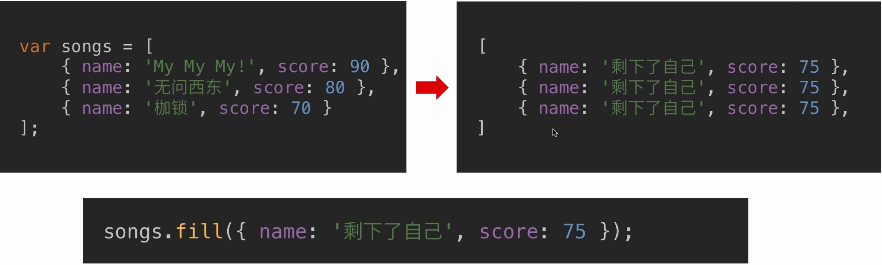 var songs = [
{ name: 'My My My!', score: 90 },
{ name: '无问西东', score: 80 },
{ name: '枷锁', score: 70 }
];
[
{ name: '剩下了自己', score: 75 },
{ name: '剩下了自己', score: 75 },
{ name: '剩下了自己', score: 75 },
]
songs.fill({ name: '剩下了自己', score: 75 });